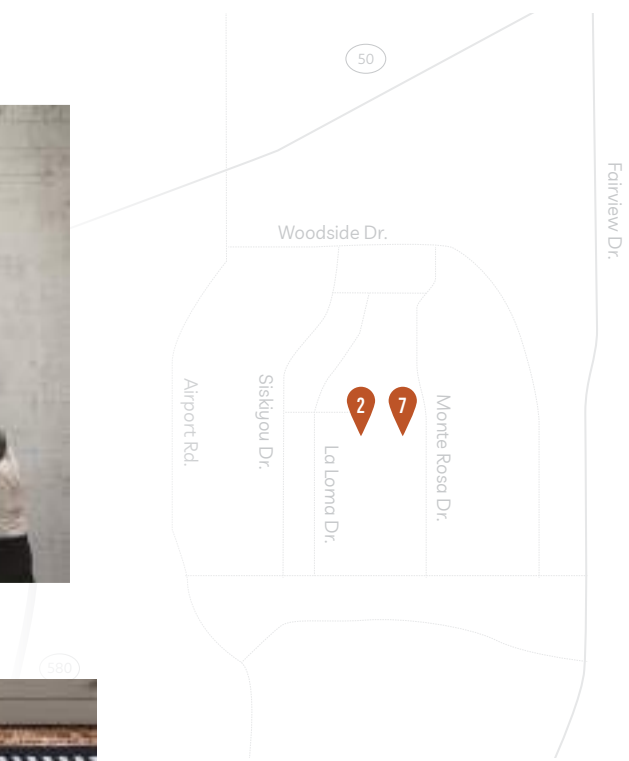 50
Fairview Dr.
Woodside Dr.
Airport Rd.
Siskiyou Dr.
2
7
Monte Rosa Dr.
La Loma Dr.
580